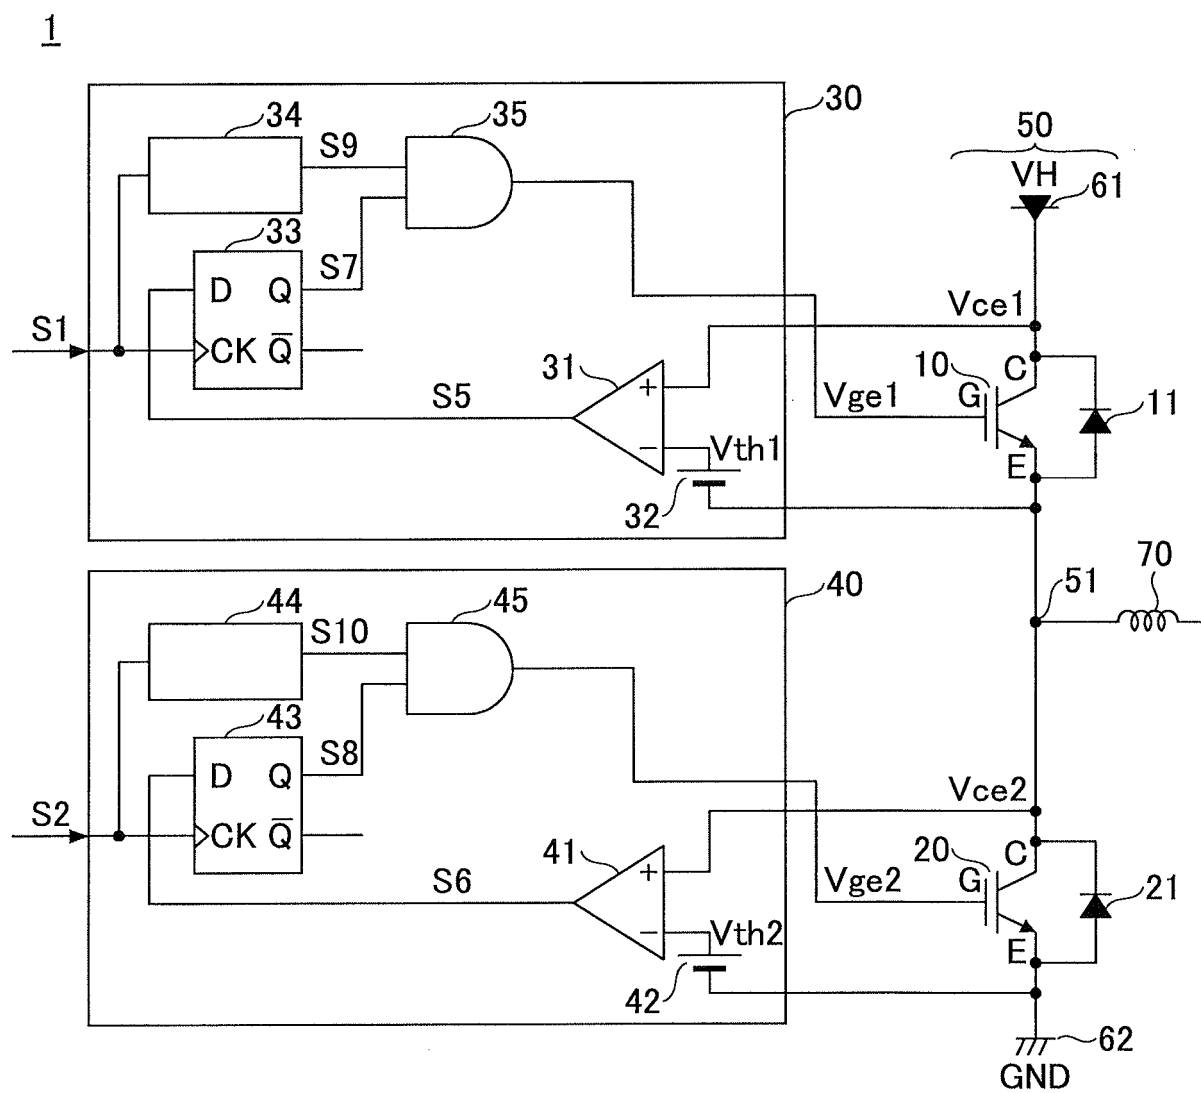 1
30
34
35
S9
50
VH
61
33
S7
D Q
S1
CK Q̅
Vce1
31
+
10
C
G
Vge1
11
S5
−
Vth1
E
32
70
51
40
44
45
S10
43
S8
D Q
S2
CK Q̅
Vce2
41
+
20
C
G
Vge2
21
S6
−
Vth2
E
42
62
GND